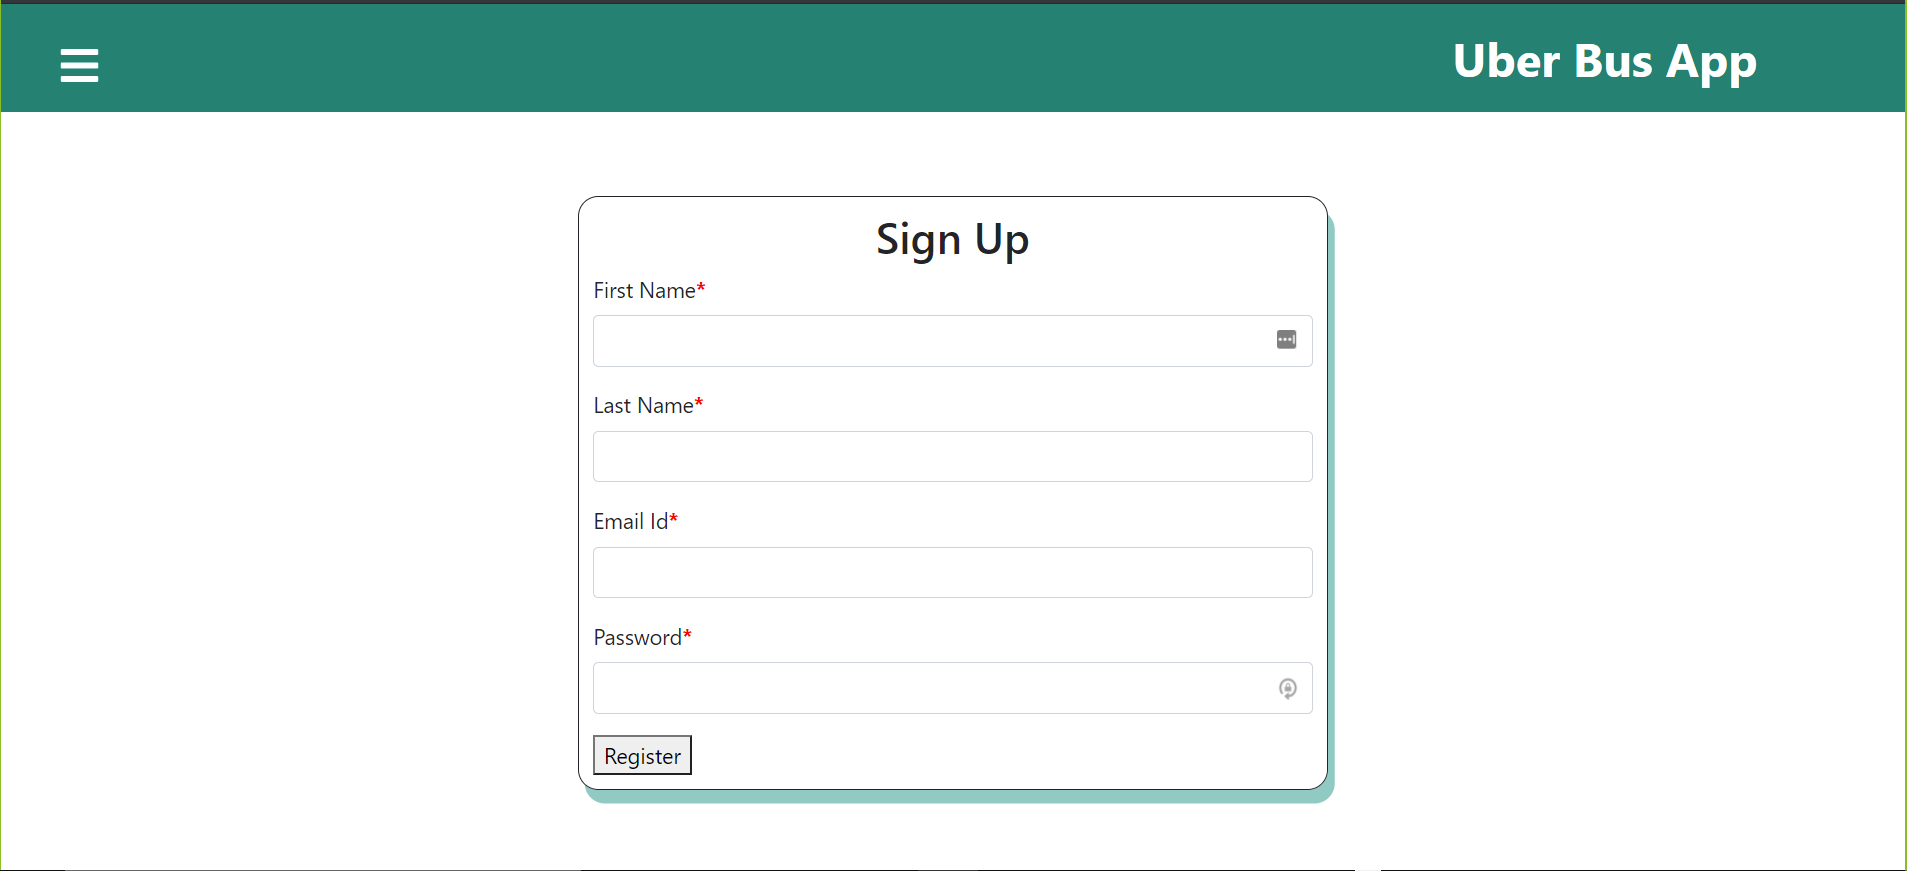 Uber Bus App
Sign Up
First Name*
Last Name*
Email Id*
Password*
Register